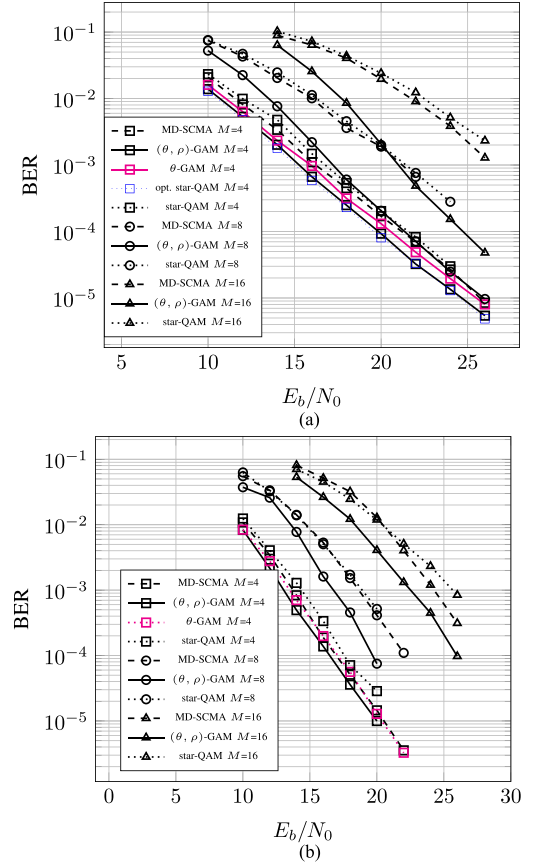 10⁻¹
10⁻²
10⁻³
10⁻⁴
10⁻⁵
BER
MD-SCMA M=4
(θ, ρ)-GAM M=4
θ-GAM M=4
opt. star-QAM M=4
star-QAM M=4
MD-SCMA M=8
(θ, ρ)-GAM M=8
star-QAM M=8
MD-SCMA M=16
(θ, ρ)-GAM M=16
star-QAM M=16
5 10 15 20 25
E_b/N_0
(a)
10⁻¹
10⁻²
10⁻³
10⁻⁴
10⁻⁵
BER
MD-SCMA M=4
(θ, ρ)-GAM M=4
θ-GAM M=4
star-QAM M=4
MD-SCMA M=8
(θ, ρ)-GAM M=8
star-QAM M=8
MD-SCMA M=16
(θ, ρ)-GAM M=16
star-QAM M=16
0 5 10 15 20 25 30
E_b/N_0
(b)